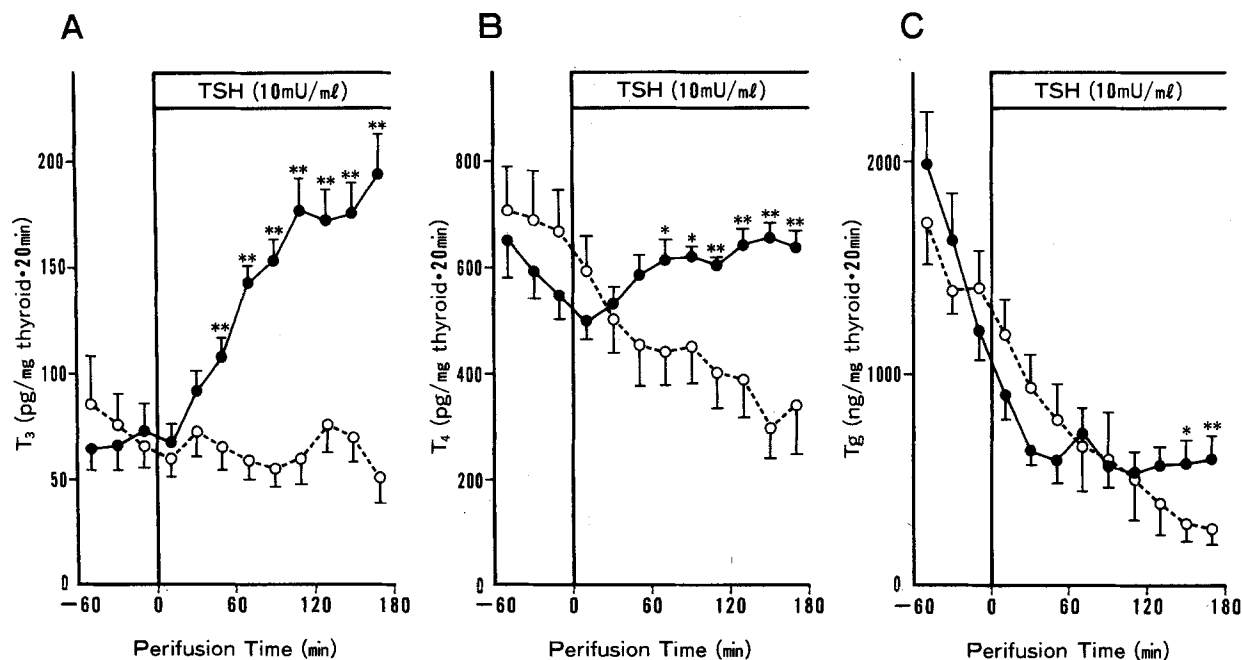 A
TSH (10mU/mℓ)
T₃ (pg/mg thyroid•20min)
200
150
100
50
0
** ** ** ** ** ** **
-60 0 60 120 180
Perifusion Time (min)
B
TSH (10mU/mℓ)
T₄ (pg/mg thyroid•20min)
800
600
400
200
0
* * ** ** ** **
-60 0 60 120 180
Perifusion Time (min)
C
TSH (10mU/mℓ)
Tg (ng/mg thyroid•20min)
2000
1000
0
* **
-60 0 60 120 180
Perifusion Time (min)